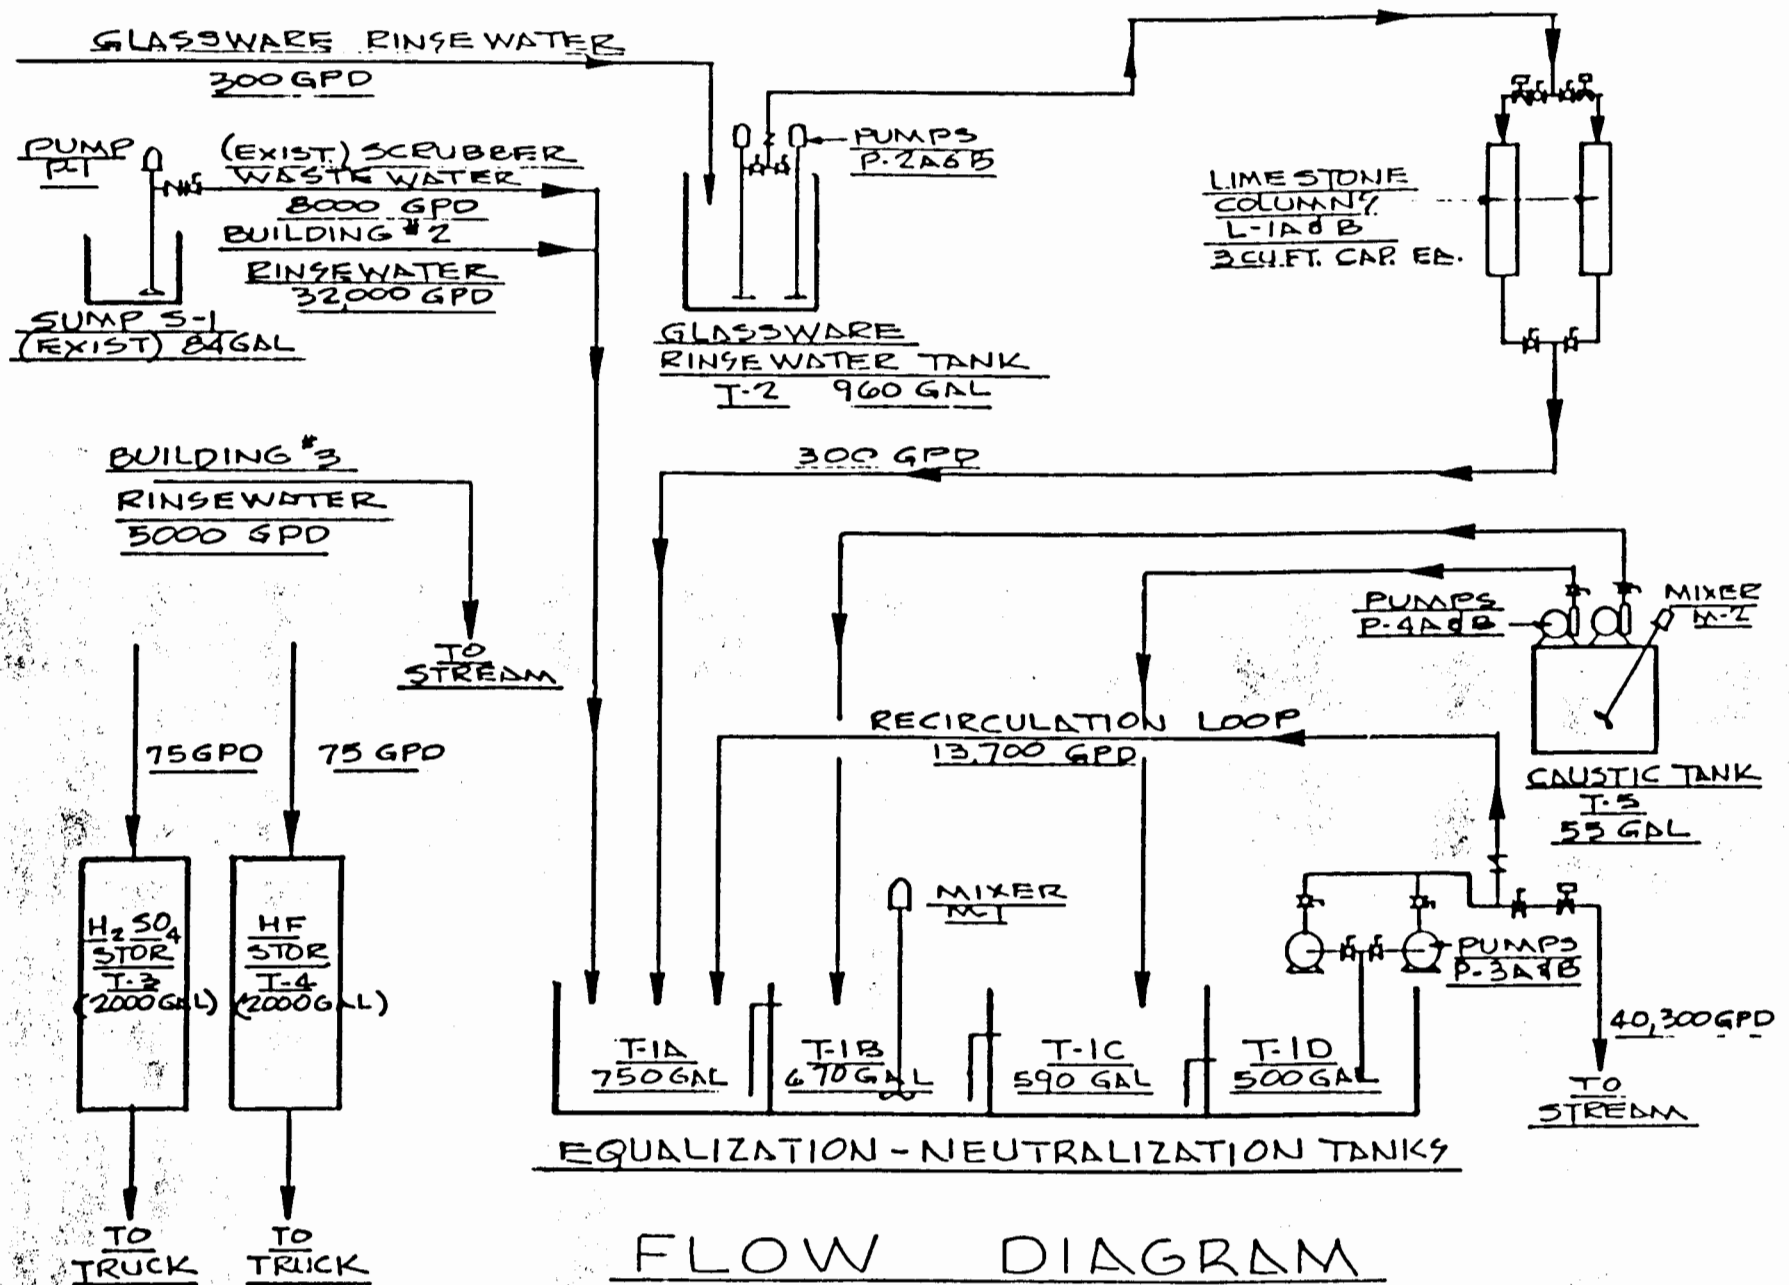 GLASSWARE RINSEWATER
300 GPD
PUMP
P-1
(EXIST.) SCRUBBER
WASTE WATER
8000 GPD
BUILDING #2
RINSEWATER
32,000 GPD
SUMP S-1
(EXIST) 84 GAL
PUMPS
P-2A&B
GLASSWARE
RINSEWATER TANK
T-2 960 GAL
LIMESTONE
COLUMNS
L-1A&B
3 CU.FT. CAP. EA.
BUILDING #3
RINSEWATER
5000 GPD
TO
STREAM
300 GPD
PUMPS
P-4A&B
MIXER
M-2
CAUSTIC TANK
T-5
55 GAL
RECIRCULATION LOOP
13,700 GPD
75 GPD
75 GPD
H2SO4
STOR
T-3
(2000 GAL)
HF
STOR
T-4
(2000 GAL)
TO
TRUCK
TO
TRUCK
MIXER
M-1
PUMPS
P-3A&B
40,300 GPD
TO
STREAM
T-1A
750 GAL
T-1B
670 GAL
T-1C
590 GAL
T-1D
500 GAL
EQUALIZATION - NEUTRALIZATION TANKS
FLOW DIAGRAM